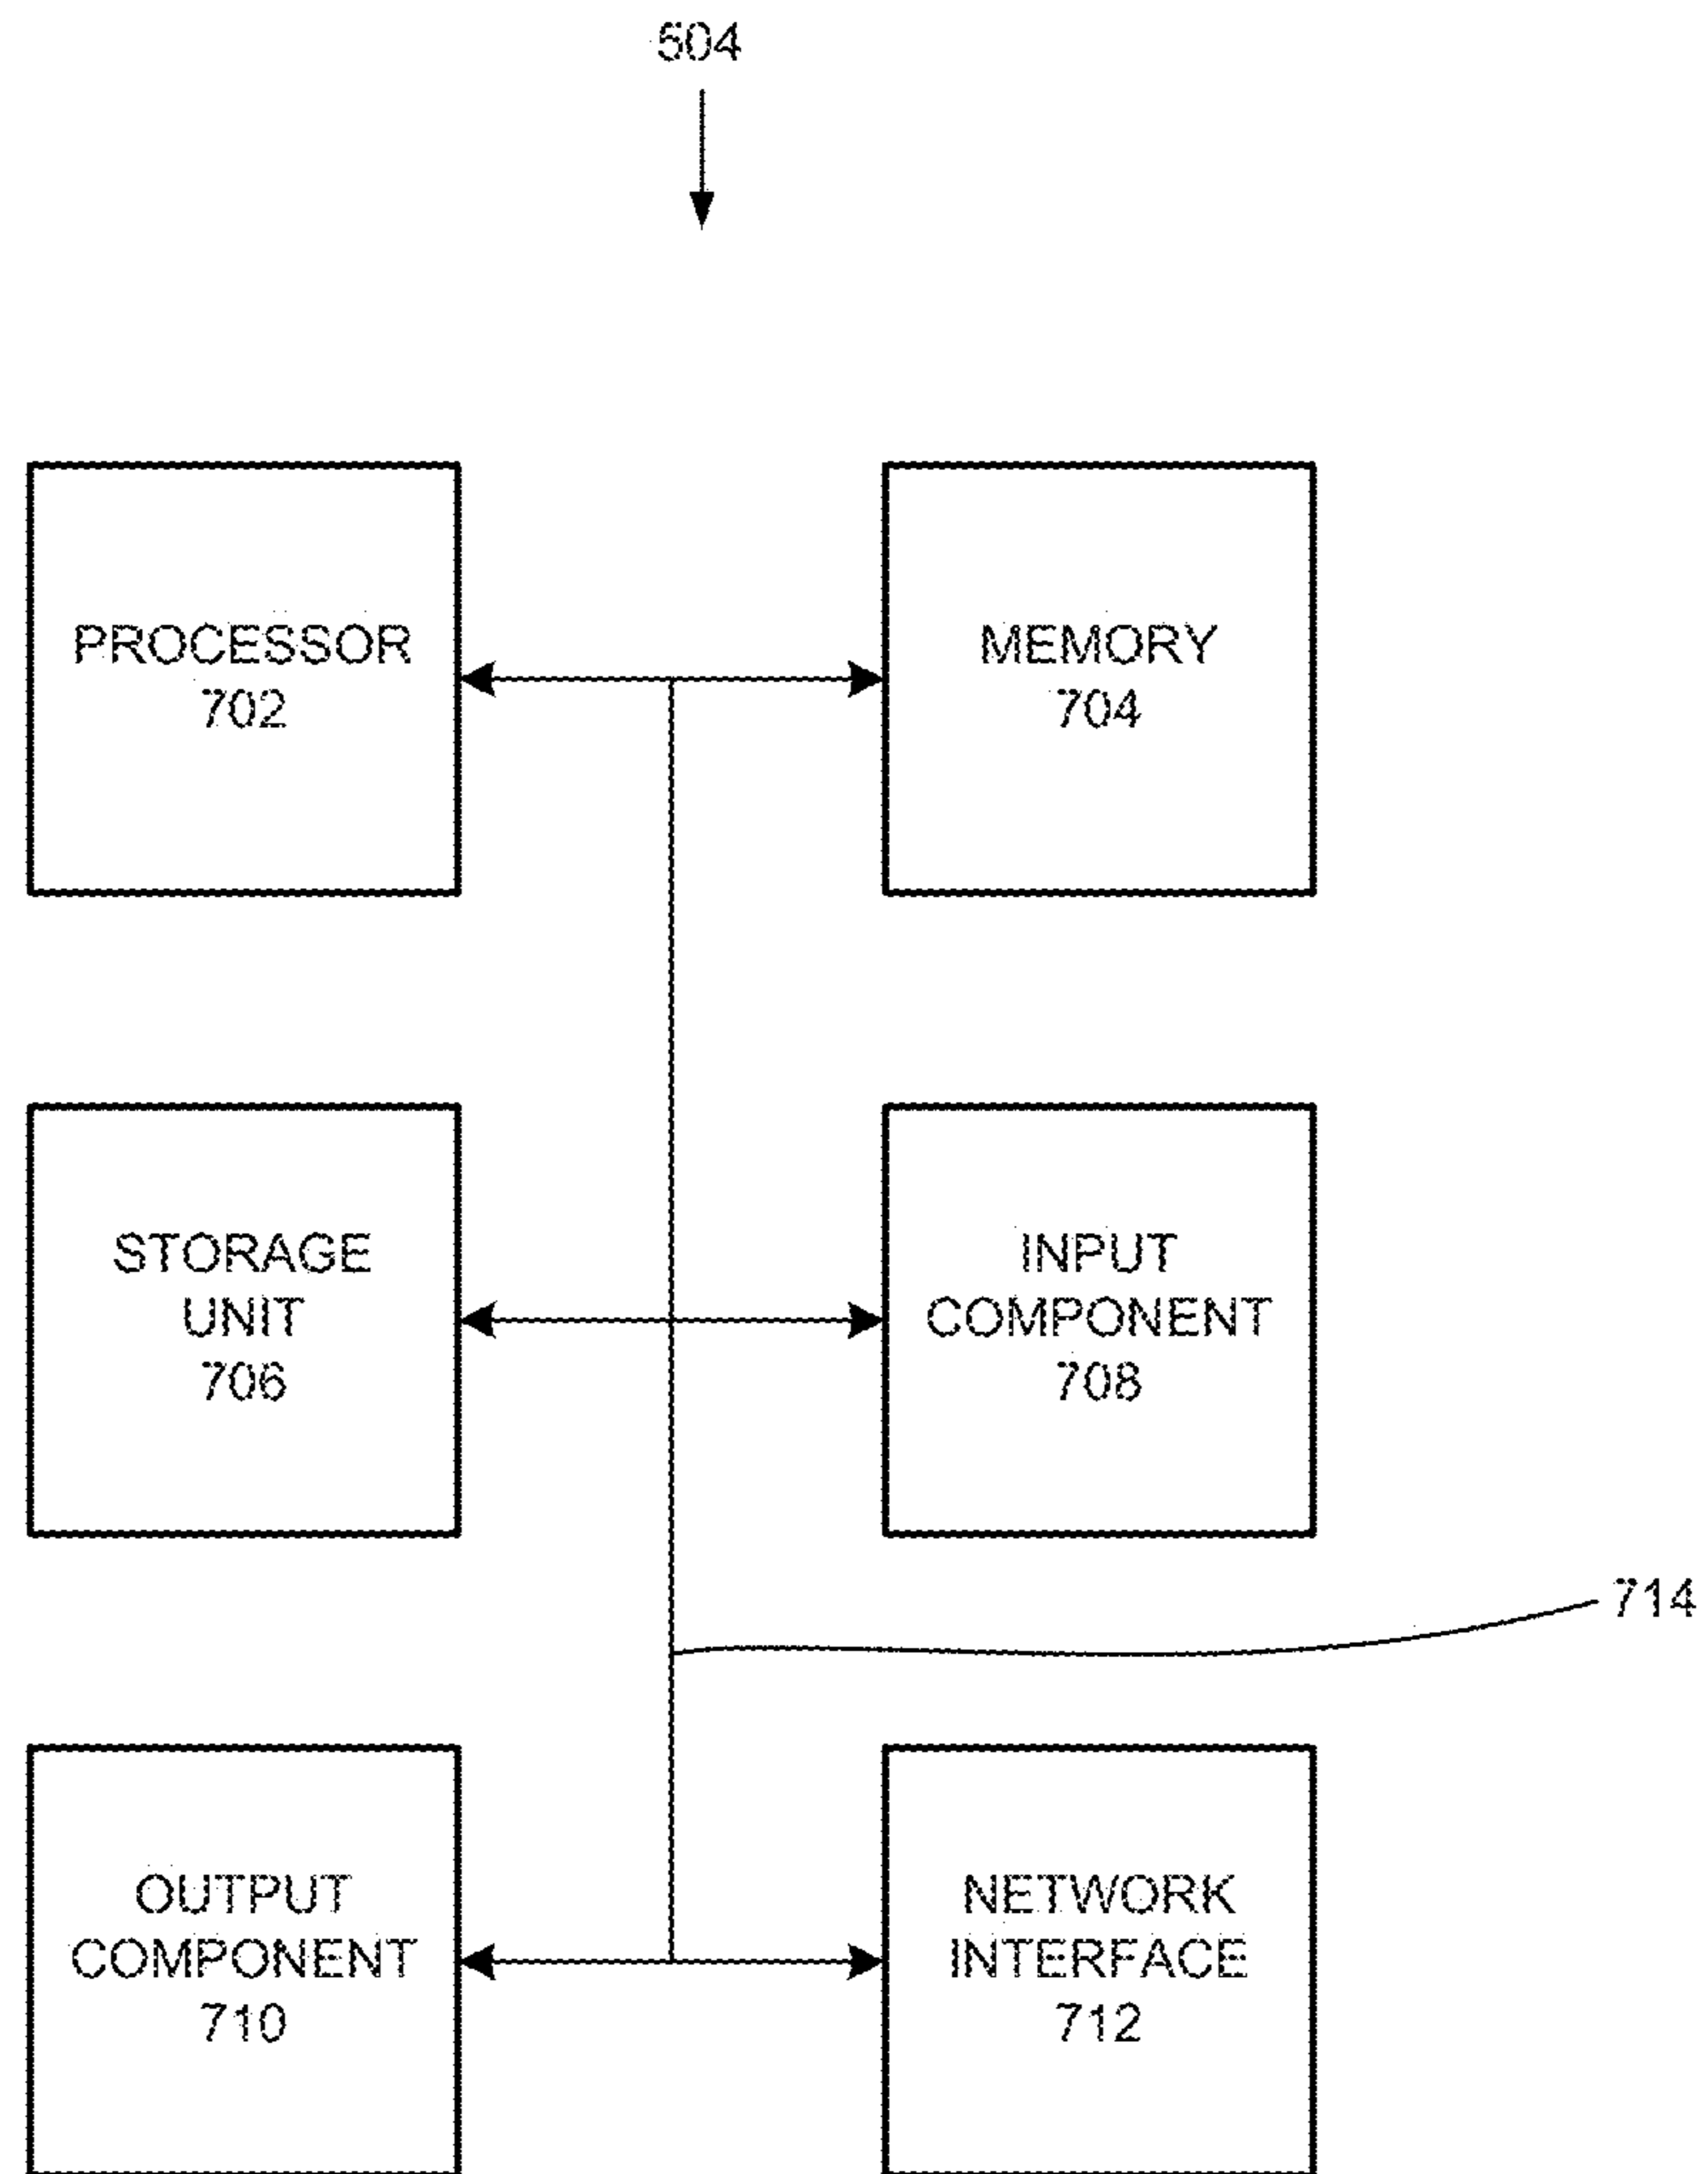 504
PROCESSOR
702
MEMORY
704
STORAGE
UNIT
706
INPUT
COMPONENT
708
714
OUTPUT
COMPONENT
710
NETWORK
INTERFACE
712